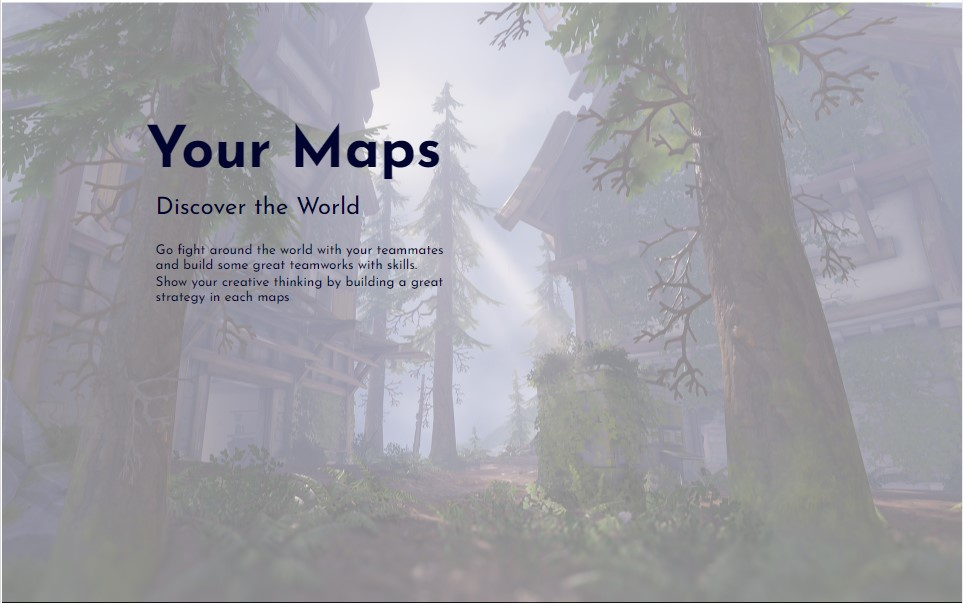 Your Maps
Discover the World
Go fight around the world with your teammates
and build some great teamworks with skills.
Show your creative thinking by building a great
strategy in each maps